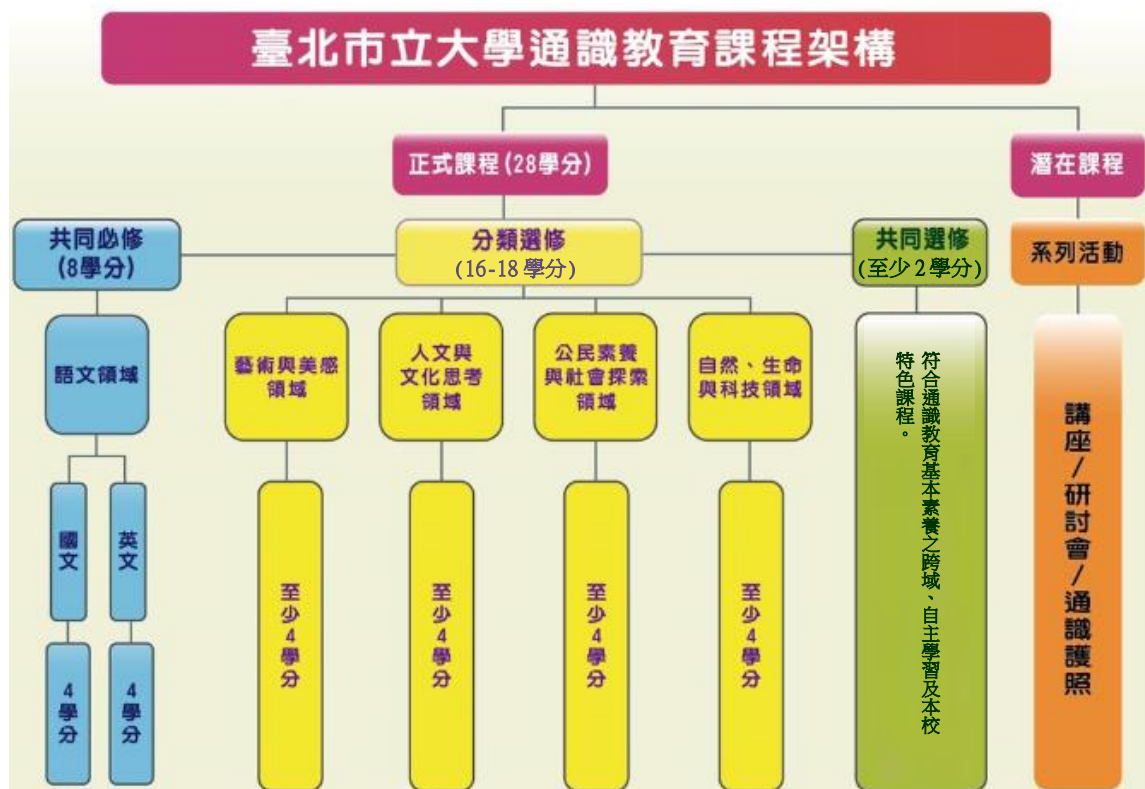 臺北市立大學通識教育課程架構
正式課程(28學分)
潛在課程
共同必修
(8學分)
分類選修
(16-18學分)
共同選修
(至少2學分)
系列活動
語文領域
藝術與美感
領域
人文與
文化思考
領域
公民素養
與社會探索
領域
自然、生命
與科技領域
符合通識教育基本素養之跨域、自主學習及本校
特色課程。
講座/研討會/通識護照
國文
英文
4學分
4學分
至少4學分
至少4學分
至少4學分
至少4學分